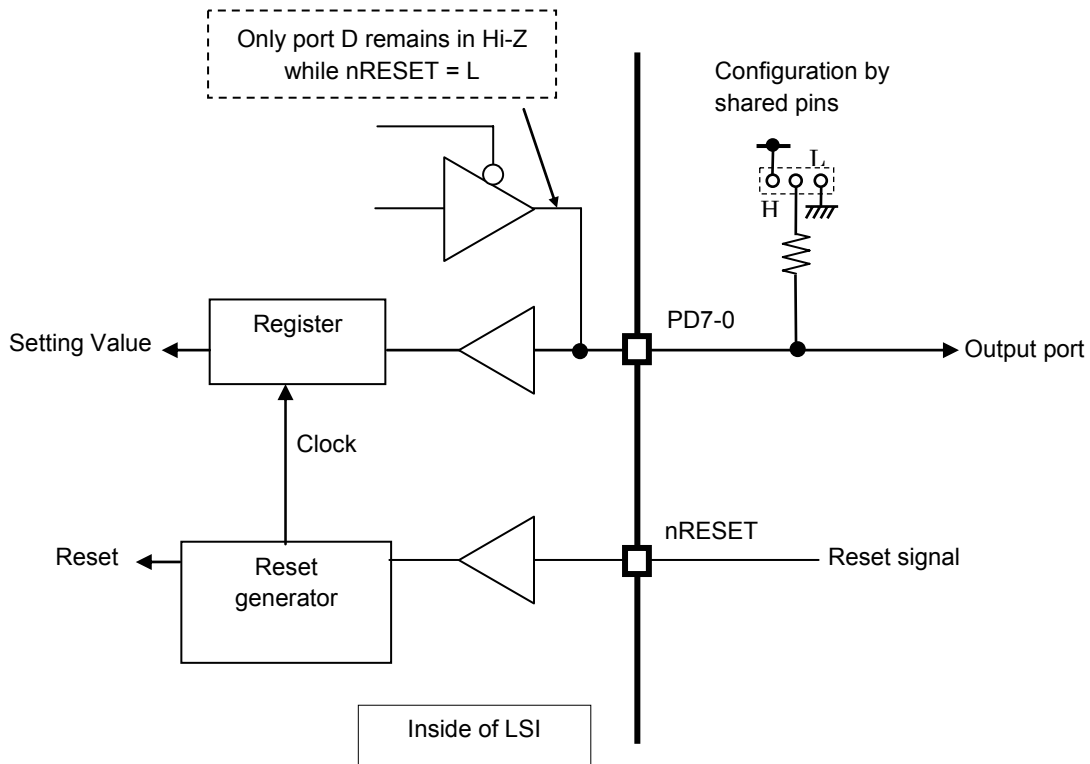 Only port D remains in Hi-Z
while nRESET = L
Configuration by
shared pins
L
H
PD7-0
Register
Setting Value
Output port
Clock
nRESET
Reset
Reset
generator
Reset signal
Inside of LSI